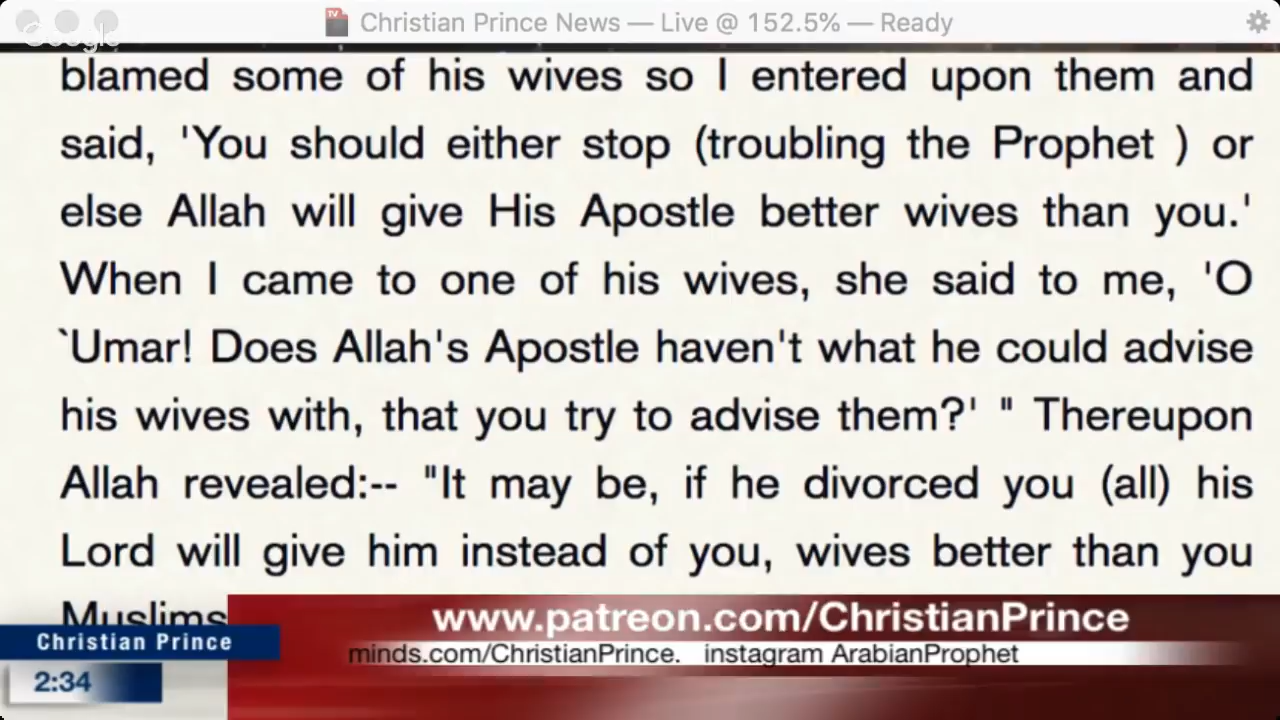 Christian Prince News — Live @ 152.5% — Ready
Google
blamed some of his wives so I entered upon them and
said, 'You should either stop (troubling the Prophet ) or
else Allah will give His Apostle better wives than you.'
When I came to one of his wives, she said to me, 'O
`Umar! Does Allah's Apostle haven't what he could advise
his wives with, that you try to advise them?' " Thereupon
Allah revealed:-- "It may be, if he divorced you (all) his
Lord will give him instead of you, wives better than you
Muslims
www.patreon.com/ChristianPrince
Christian Prince
minds.com/ChristianPrince. instagram ArabianProphet
2:34